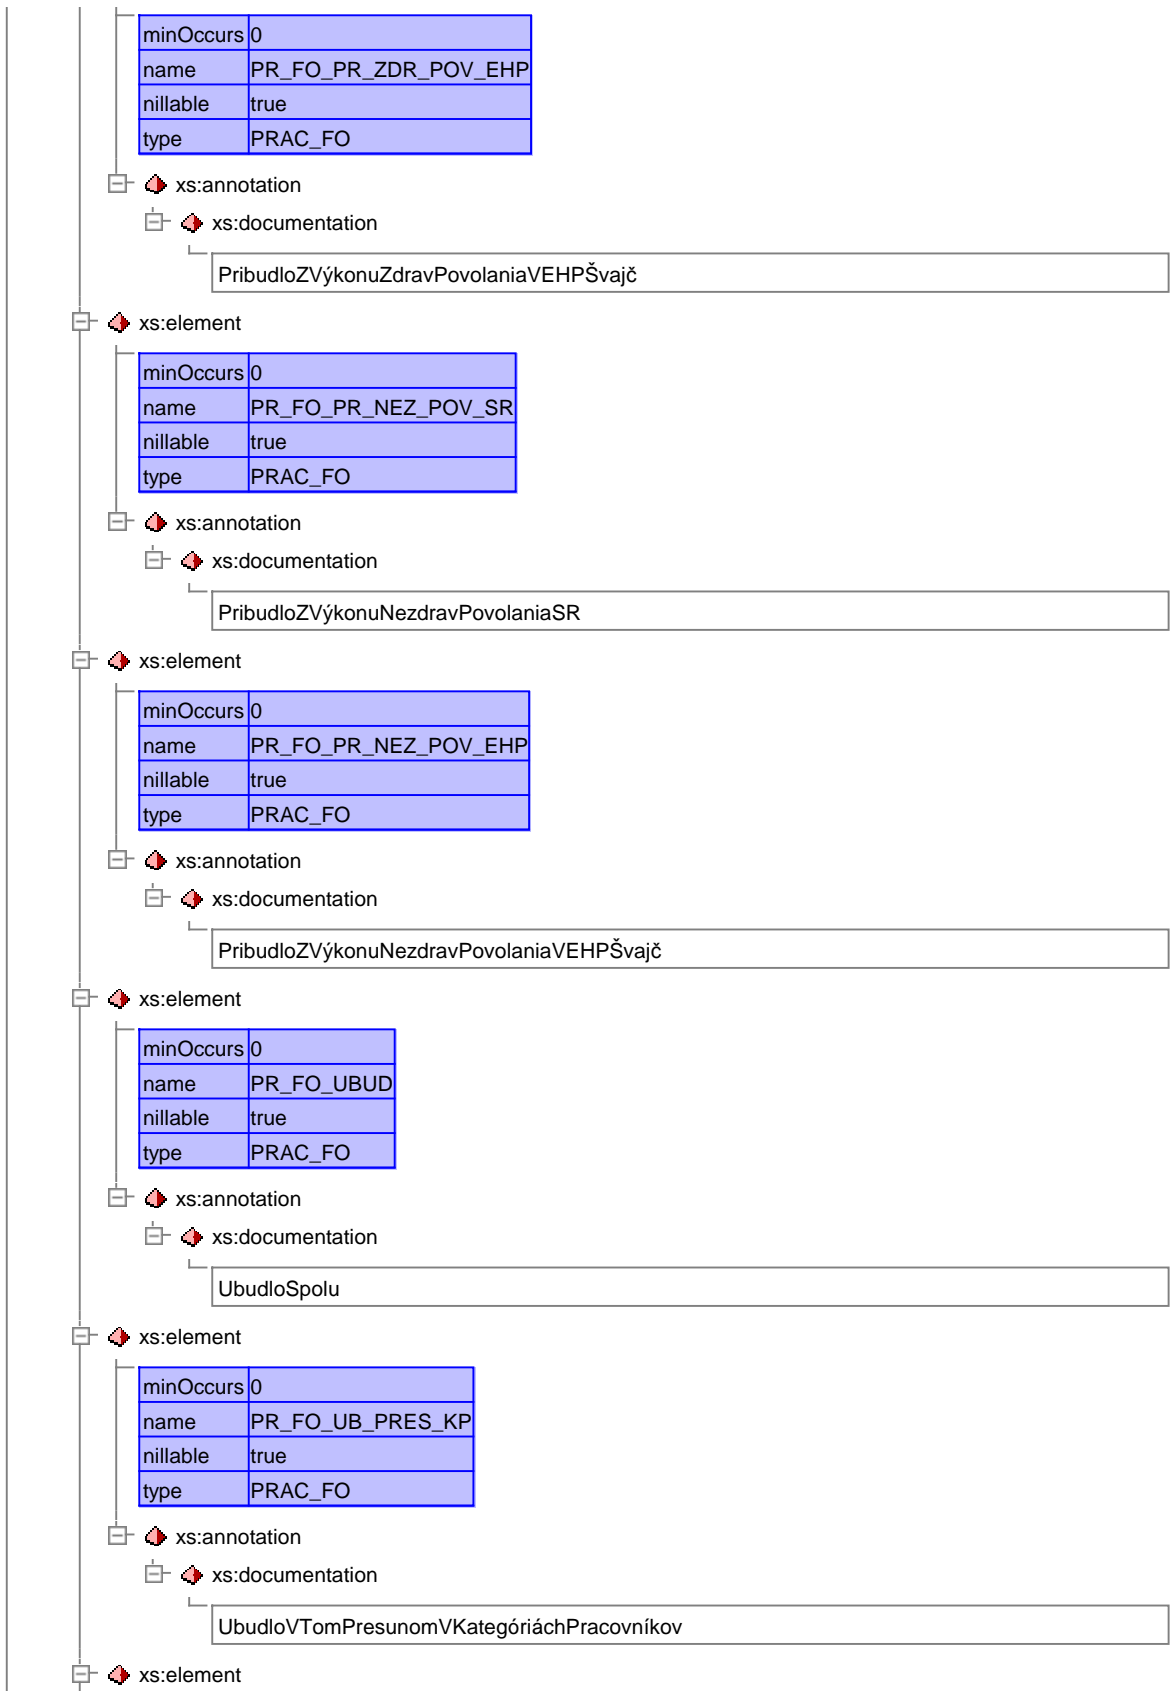 minOccurs 0
name PR_FO_PR_ZDR_POV_EHP
nillable true
type PRAC_FO
xs:annotation
xs:documentation
PribudloZVýkonuZdravPovolaniaVEHPŠvajč
xs:element
minOccurs 0
name PR_FO_PR_NEZ_POV_SR
nillable true
type PRAC_FO
xs:annotation
xs:documentation
PribudloZVýkonuNezdravPovolaniaSR
xs:element
minOccurs 0
name PR_FO_PR_NEZ_POV_EHP
nillable true
type PRAC_FO
xs:annotation
xs:documentation
PribudloZVýkonuNezdravPovolaniaVEHPŠvajč
xs:element
minOccurs 0
name PR_FO_UBUD
nillable true
type PRAC_FO
xs:annotation
xs:documentation
UbudloSpolu
xs:element
minOccurs 0
name PR_FO_UB_PRES_KP
nillable true
type PRAC_FO
xs:annotation
xs:documentation
UbudloVTomPresunomVKategóriáchPracovníkov
xs:element